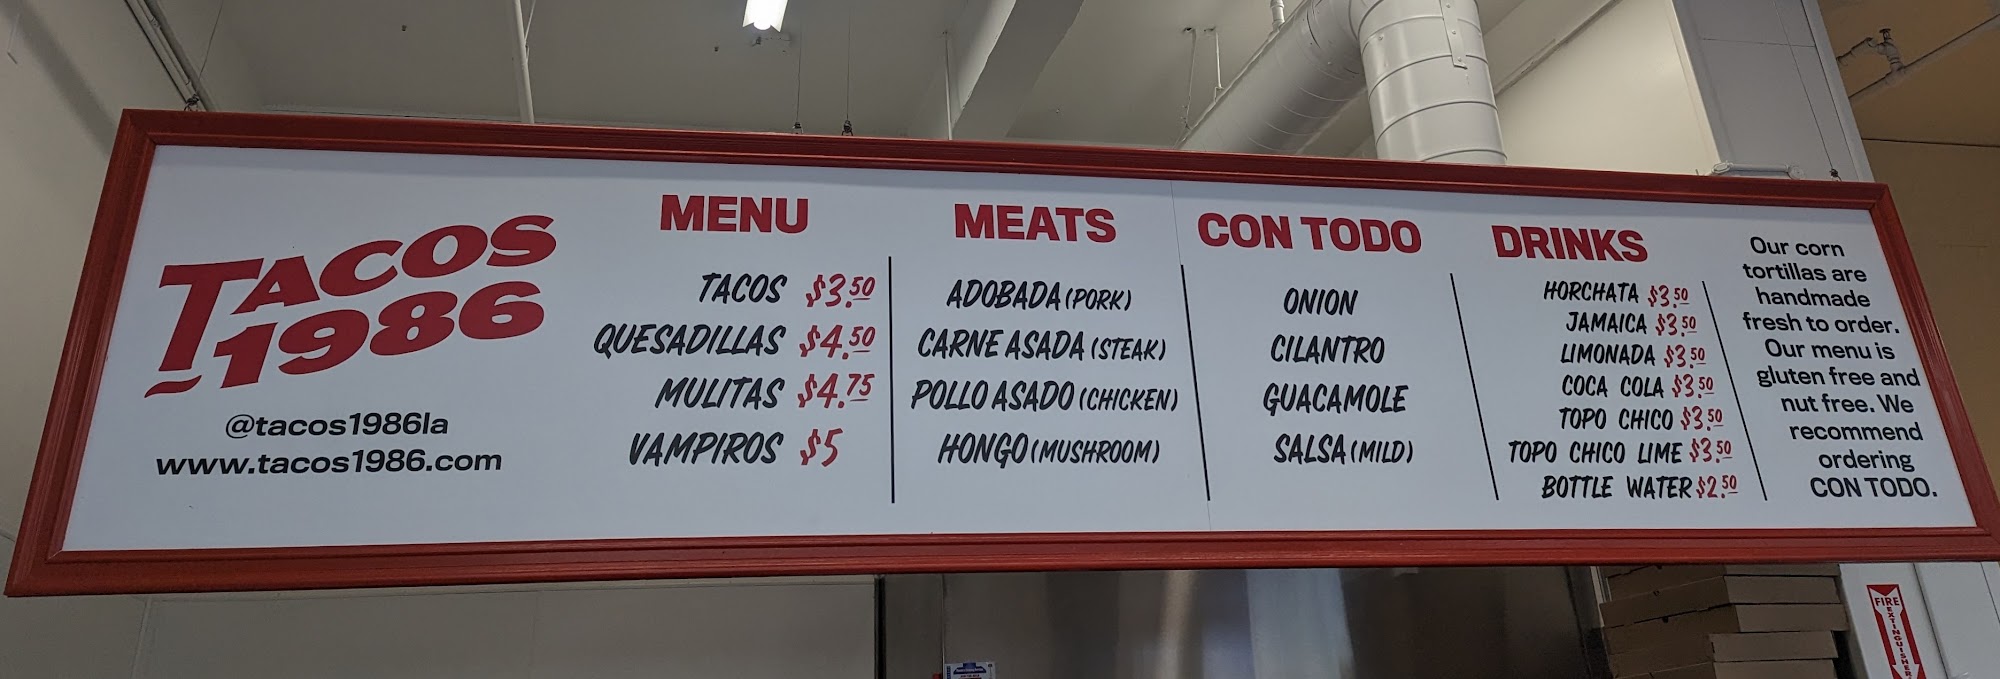 TACOS
1986
@tacos1986la
www.tacos1986.com
MENU
TACOS $3.50
QUESADILLAS $4.50
MULITAS $4.75
VAMPIROS $5
MEATS
ADOBADA (PORK)
CARNE ASADA (STEAK)
POLLO ASADO (CHICKEN)
HONGO (MUSHROOM)
CON TODO
ONION
CILANTRO
GUACAMOLE
SALSA (MILD)
DRINKS
HORCHATA $3.50
JAMAICA $3.50
LIMONADA $3.50
COCA COLA $3.50
TOPO CHICO $3.50
TOPO CHICO LIME $3.50
BOTTLE WATER $2.50
Our corn
tortillas are
handmade
fresh to order.
Our menu is
gluten free and
nut free. We
recommend
ordering
CON TODO.
FIRE
EXTINGUISHER